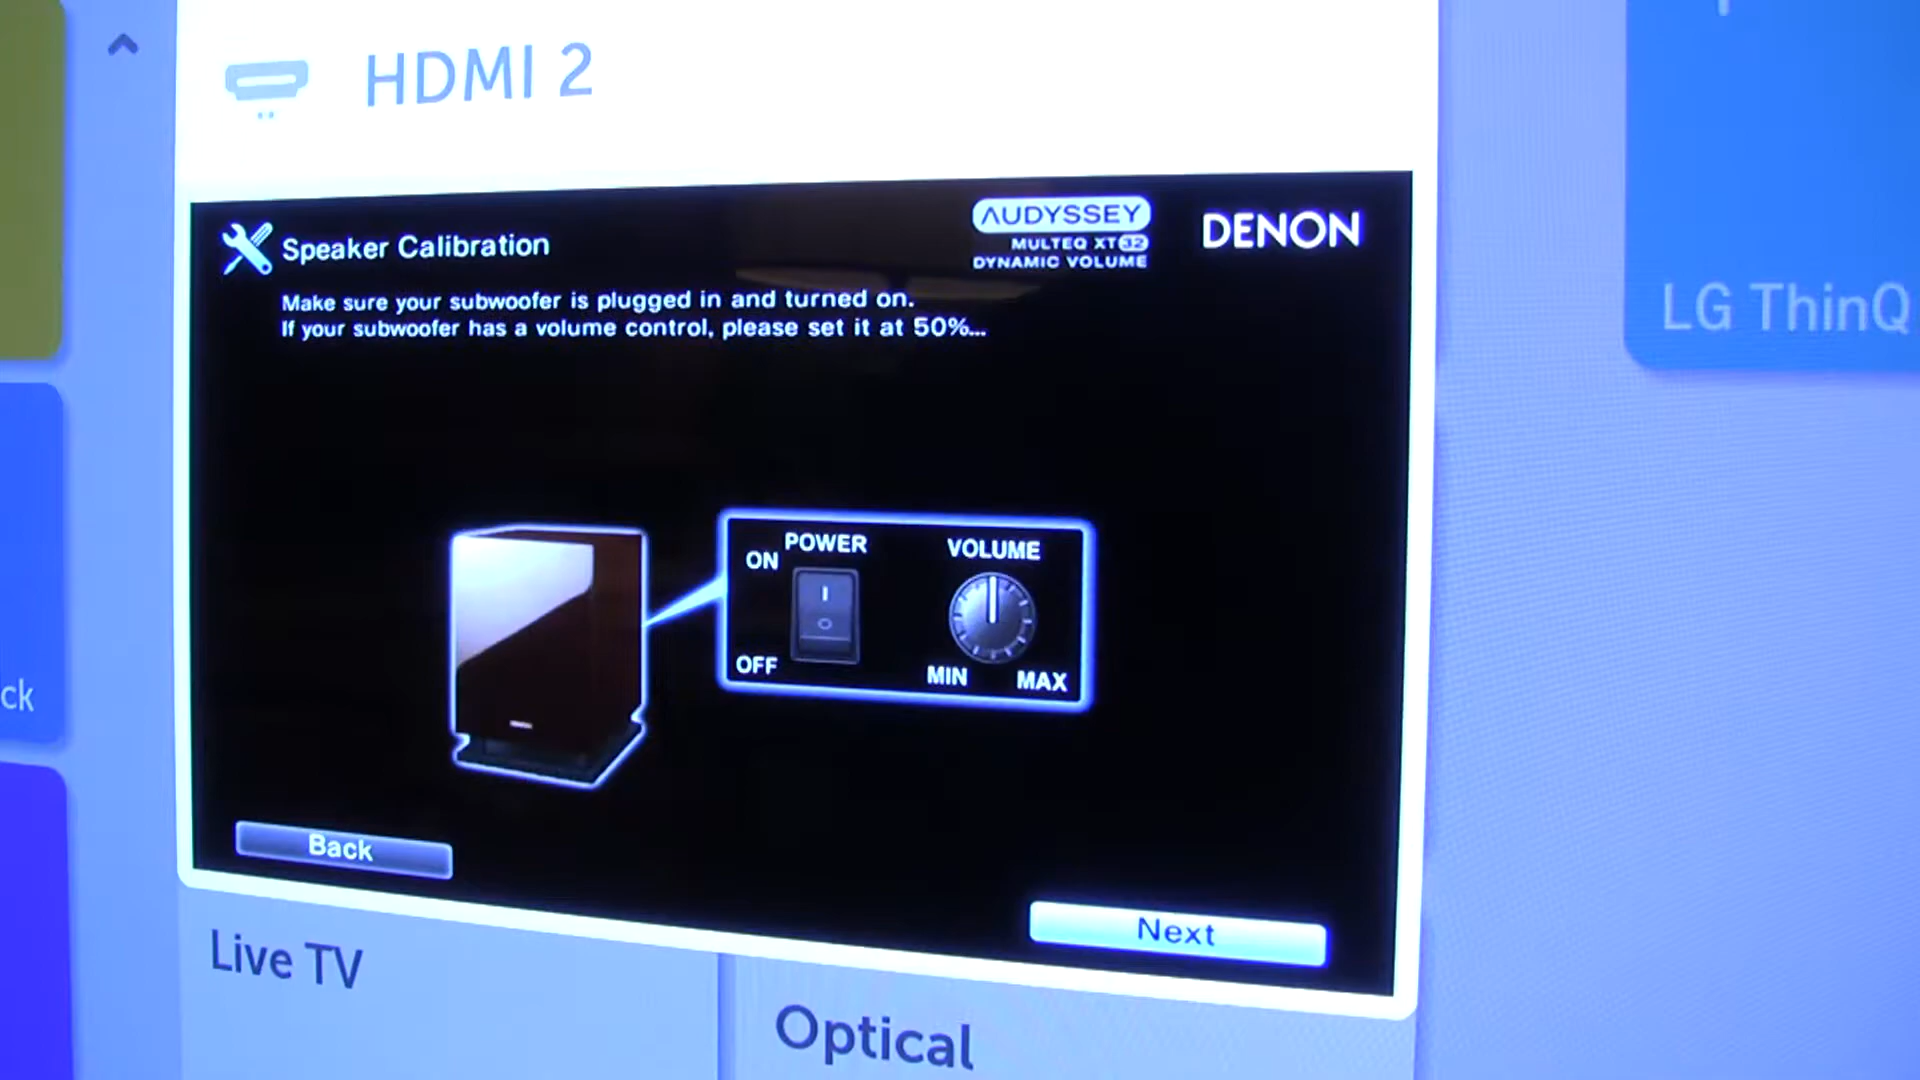 HDMI 2
Speaker Calibration
AUDYSSEY
MULTEQ XT32
DYNAMIC VOLUME
DENON
Make sure your subwoofer is plugged in and turned on.
If your subwoofer has a volume control, please set it at 50%...
LG ThinQ
POWER
ON
OFF
VOLUME
MIN
MAX
ck
Back
Next
Live TV
Optical